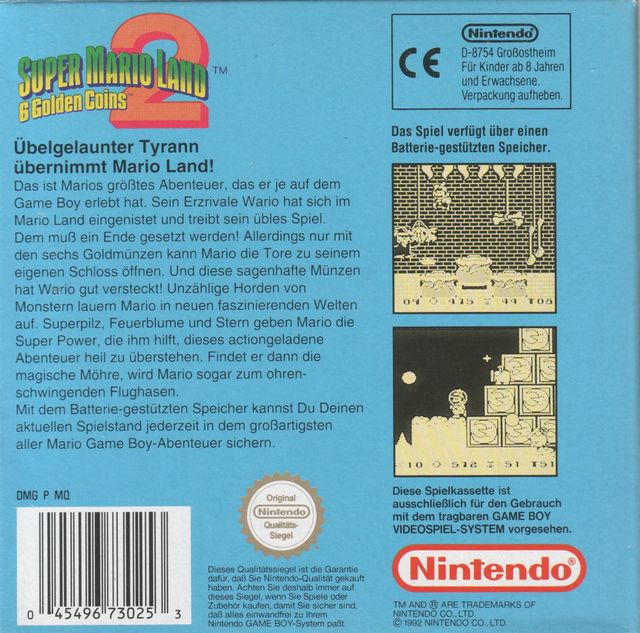 SUPER MARIO LAND 2™
6 GOLDEN COINS™
Übelgelaunter Tyrann
übernimmt Mario Land!
Das ist Marios größtes Abenteuer, das er je auf dem
Game Boy erlebt hat. Sein Erzrivale Wario hat sich im
Mario Land eingenistet und treibt sein übles Spiel.
Dem muß ein Ende gesetzt werden! Allerdings nur mit
den sechs Goldmünzen kann Mario die Tore zu seinem
eigenen Schloss öffnen. Und diese sagenhafte Münzen
hat Wario gut versteckt! Unzählige Horden von
Monstern lauern Mario in neuen faszinierenden Welten
auf. Superpilz, Feuerblume und Stern geben Mario die
Super Power, die ihm hilft, dieses actiongeladene
Abenteuer heil zu überstehen. Findet er dann die
magische Möhre, wird Mario sogar zum ohren-
schwingenden Flughasen.
Mit dem Batterie-gestützten Speicher kannst Du Deinen
aktuellen Spielstand jederzeit in dem großartigsten
aller Mario Game Boy-Abenteuer sichern.
DMG P MQ
0 45496 73025 3
Original
Nintendo
Qualitäts-
Siegel
Dieses Qualitätssiegel ist die Garantie
dafür, daß Sie Nintendo-Qualität gekauft
haben. Achten Sie deshalb immer auf
dieses Siegel, wenn Sie Spiele oder
Zubehör kaufen, damit Sie sicher sind,
daß alles einwandfrei zu Ihrem
Nintendo GAME BOY-System paßt.
CE
Nintendo®
D-8754 Großostheim
Für Kinder ab 8 Jahren
und Erwachsene.
Verpackung aufheben.
Das Spiel verfügt über einen
Batterie-gestützten Speicher.
09 475 44 T08
10 512 51 T51
Diese Spielkassette ist
ausschließlich für den Gebrauch
mit dem tragbaren GAME BOY
VIDEOSPIEL-SYSTEM vorgesehen.
Nintendo®
TM AND ® ARE TRADEMARKS OF
NINTENDO CO., LTD.
© 1992 NINTENDO CO., LTD.